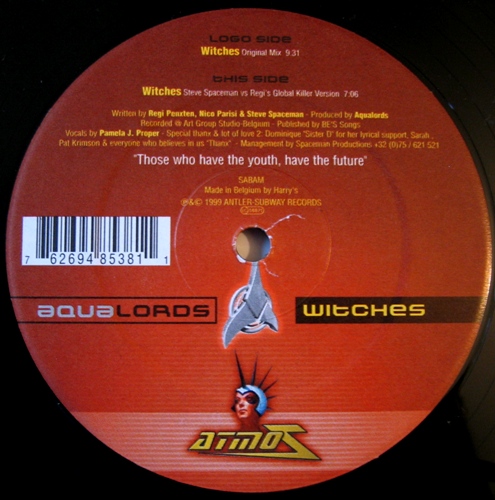 LOGO SIDE
Witches Original Mix 9:31
THIS SIDE
Witches Steve Spaceman vs Regi's Global Killer Version 7:06
Written by Regi Penxten, Nico Parisi & Steve Spaceman - Produced by Aqualords
Recorded @ Art Group Studio-Belgium - Published by BE'S Songs
Vocals by Pamela J. Proper - Special thanx & lot of love 2: Dominique "Sister D" for her lyrical support, Sarah,
Pat Krimson & everyone who believes in as "Thanx" - Management by Spaceman Productions +32 (0)75 / 621 521
"Those who have the youth, have the future"
SABAM
Made in Belgium by Harry's
℗&© 1999 ANTLER-SUBWAY RECORDS
7 62694 85381 1
AQUALORDS WITCHES
ATMOZ